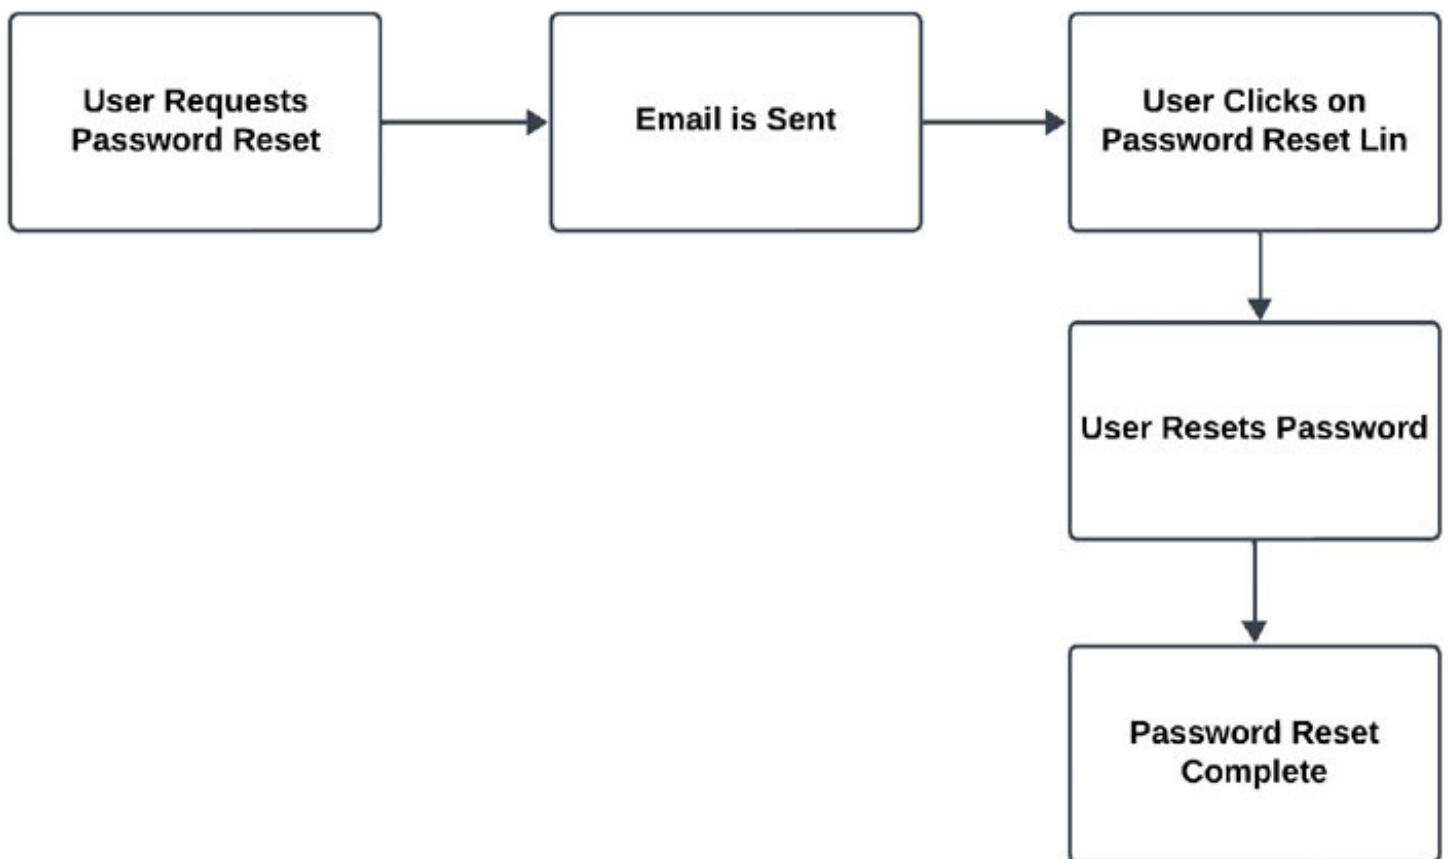 User Requests
Password Reset
Email is Sent
User Clicks on
Password Reset Lin
User Resets Password
Password Reset
Complete